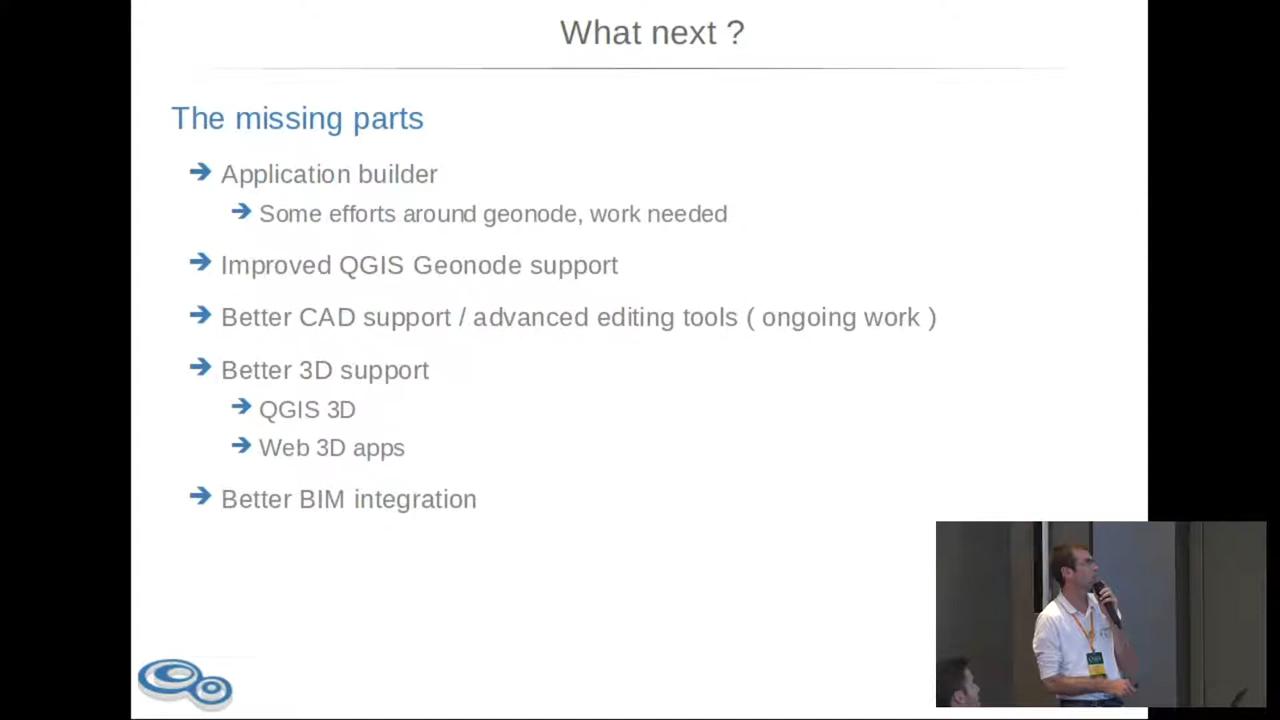 What next ?
The missing parts
Application builder
Some efforts around geonode, work needed
Improved QGIS Geonode support
Better CAD support / advanced editing tools ( ongoing work )
Better 3D support
QGIS 3D
Web 3D apps
Better BIM integration